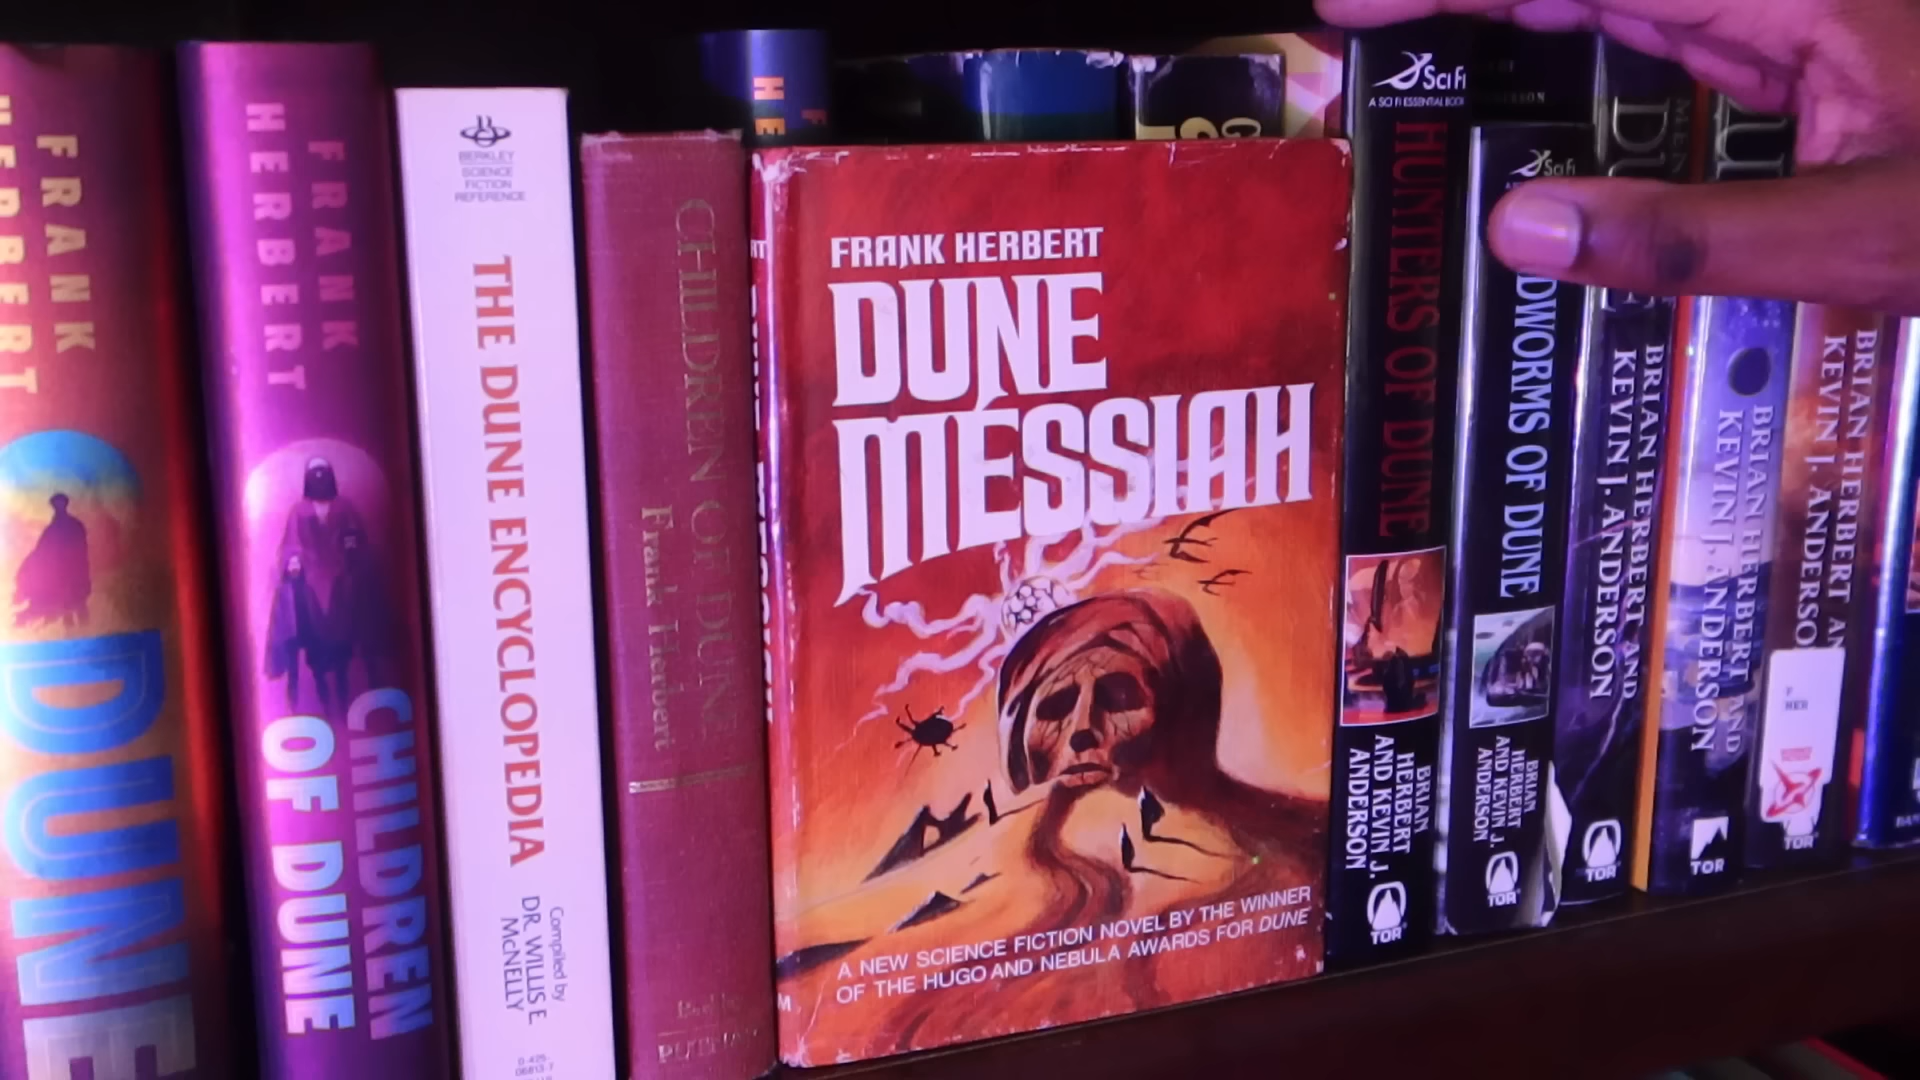 FRANK
HERBERT
DUNE
FRANK
HERBERT
CHILDREN
OF DUNE
BERKLEY
SCIENCE
FICTION
REFERENCE
THE DUNE ENCYCLOPEDIA
Compiled by
DR. WILLIS E.
McNELLY
CHILDREN OF DUNE
Frank Herbert
PUTNAM
FRANK HERBERT
DUNE
MESSIAH
A NEW SCIENCE FICTION NOVEL BY THE WINNER
OF THE HUGO AND NEBULA AWARDS FOR DUNE
SCI FI
A SCI FI ESSENTIAL BOOK
HUNTERS OF DUNE
BRIAN
HERBERT
AND KEVIN J.
ANDERSON
TOR
SCI FI
DWORMS OF DUNE
BRIAN
HERBERT
AND KEVIN J.
ANDERSON
TOR
DU
BRIAN HERBERT AND
KEVIN J. ANDERSON
TOR
BRIAN HERBERT AND
KEVIN J. ANDERSON
TOR
BRIAN HERBERT AN
KEVIN J. ANDERSO
F
HER
TOR